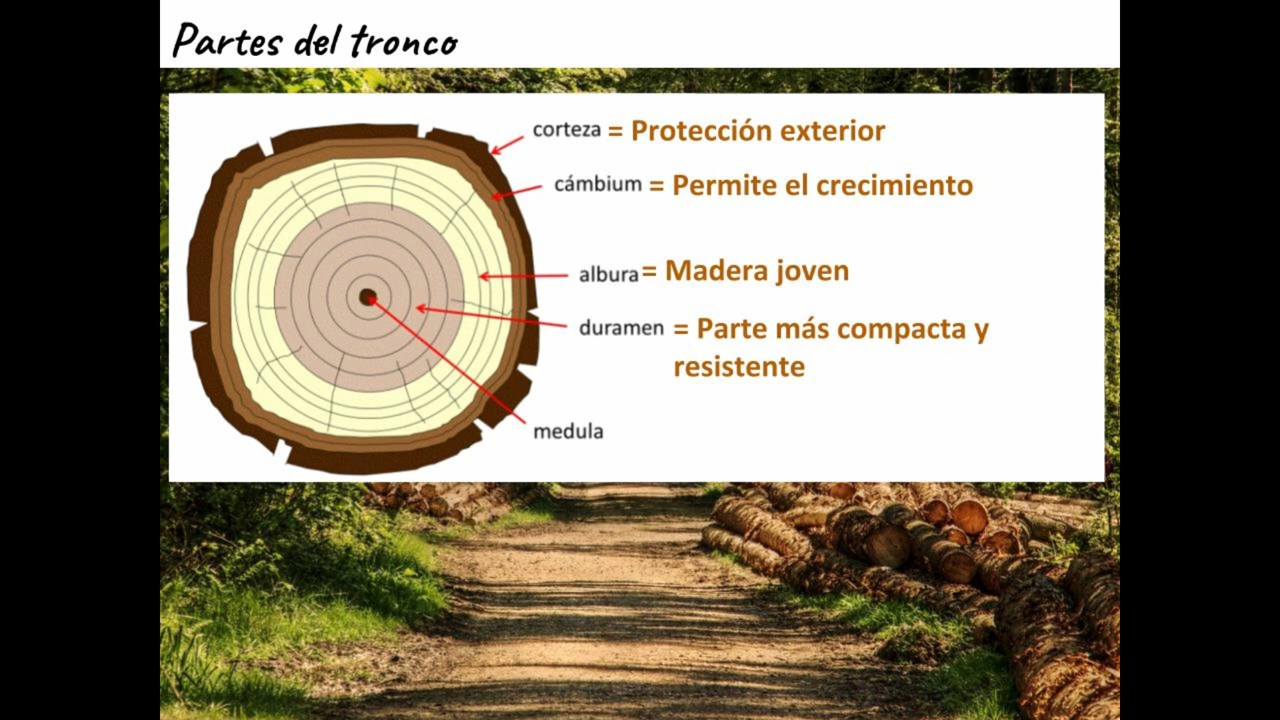 Partes del tronco
corteza = Protección exterior
cámbium = Permite el crecimiento
albura = Madera joven
duramen = Parte más compacta y
resistente
medula